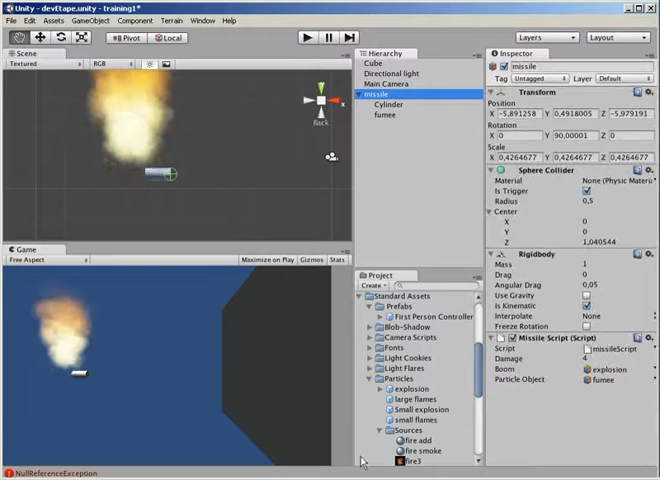 Unity - devEtape.unity - training1*
File Edit Assets GameObject Component Terrain Window Help
Pivot Local Layers Layout
Scene
Textured RGB
y
x
Back
Game
Free Aspect Maximize on Play Gizmos Stats
Hierarchy
Cube
Directional light
Main Camera
missile
Cylinder
fumee
Project
Create
Standard Assets
Prefabs
First Person Controller
Blob-Shadow
Camera Scripts
Fonts
Light Cookies
Light Flares
Particles
explosion
large flames
Small explosion
small flames
Sources
fire add
fire smoke
fire3
Inspector
missile
Tag Untagged Layer Default
Transform
Position
X -5,891258 Y 0,4918005 Z -5,979191
Rotation
X 0 Y 90,00001 Z 0
Scale
X 0,4264677 Y 0,4264677 Z 0,4264677
Sphere Collider
Material None (Physic Materi
Is Trigger
Radius 0,5
Center
X 0
Y 0
Z 1,040544
Rigidbody
Mass 1
Drag 0
Angular Drag 0,05
Use Gravity
Is Kinematic
Interpolate None
Freeze Rotation
Missile Script (Script)
Script missileScript
Damage 4
Boom explosion
Particle Object fumee
NullReferenceException